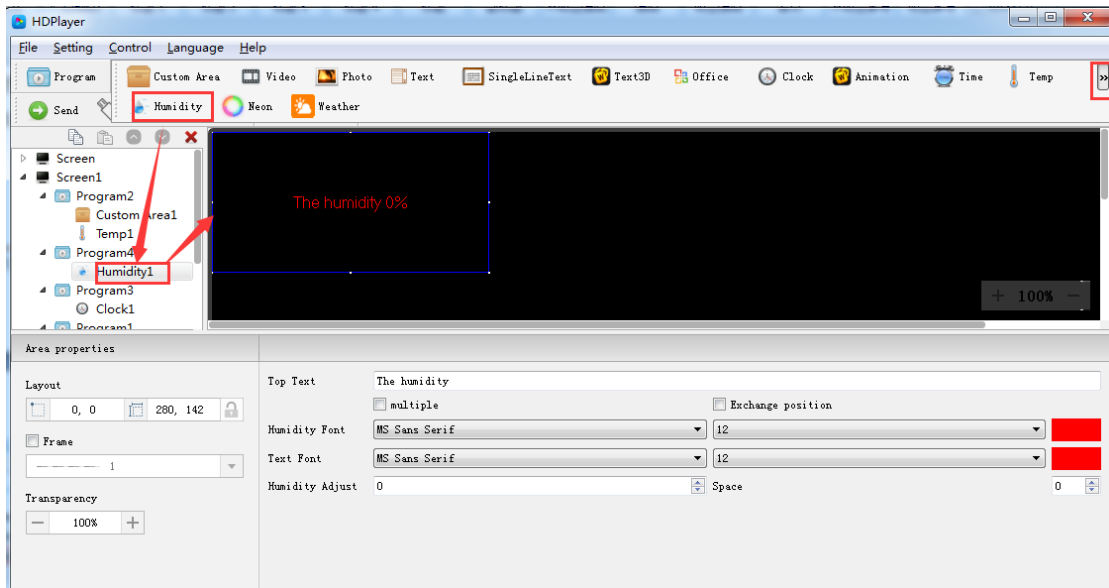 HDPlayer
File Setting Control Language Help
Program Custom Area Video Photo Text SingleLineText Text3D Office Clock Animation Time Temp »
Send Humidity Neon Weather
Screen
Screen1
Program2
Custom Area1
Temp1
Program4
Humidity1
Program3
Clock1
Program1
The humidity 0%
+ 100% −
Area properties
Layout
0, 0 280, 142
Frame
1
Transparency
— 100% +
Top Text The humidity
multiple Exchange position
Humidity Font MS Sans Serif 12
Text Font MS Sans Serif 12
Humidity Adjust 0 Space 0